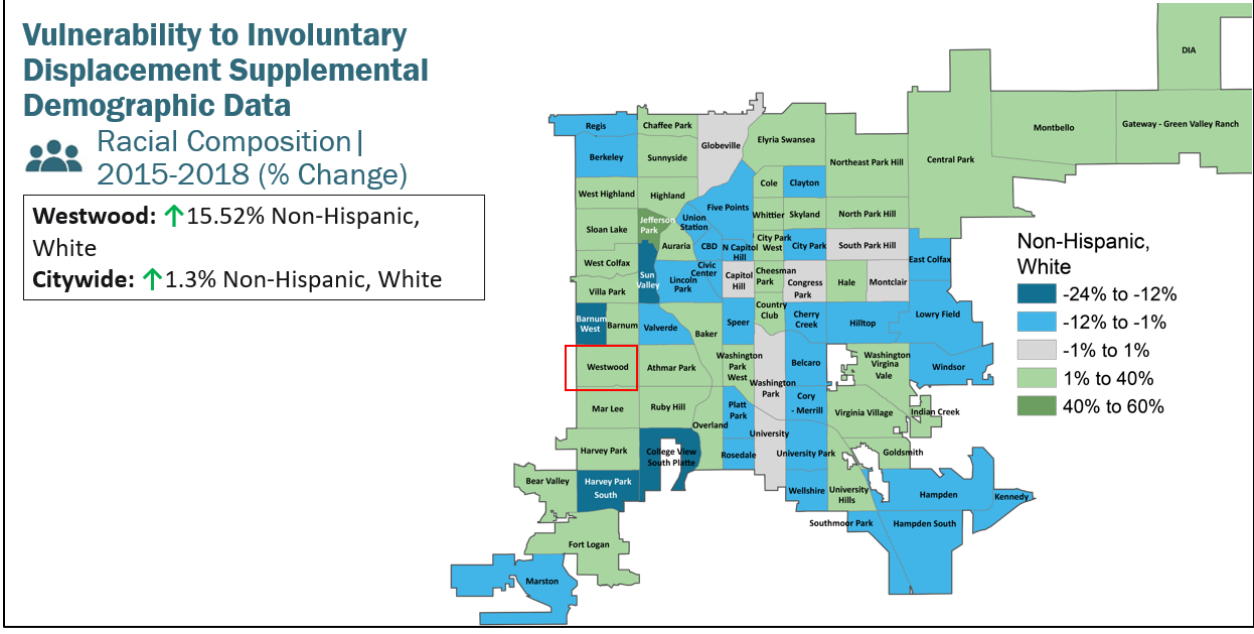 Vulnerability to Involuntary
Displacement Supplemental
Demographic Data
Racial Composition|
2015-2018 (% Change)
Westwood: ↑15.52% Non-Hispanic,
White
Citywide: ↑1.3% Non-Hispanic, White
DIA
Regis
Chaffee Park
Globeville
Elyria Swansea
Montbello
Gateway - Green Valley Ranch
Berkeley
Sunnyside
Northeast Park Hill
Central Park
West Highland
Highland
Cole
Clayton
Five Points
Sloan Lake
Jefferson
Park
Union
Station
Whittier
Skyland
North Park Hill
Auraria
CBD
N Capitol
Hill
City Park
West
City Park
South Park Hill
West Colfax
Sun
Valley
Civic
Center
Lincoln
Park
Capitol
Hill
Cheesman
Park
Congress
Park
Hale
Montclair
East Colfax
Villa Park
Country
Club
Barnum
West
Barnum
Valverde
Baker
Speer
Cherry
Creek
Hilltop
Lowry Field
Westwood
Athmar Park
Washington
Park
West
Washington
Park
Belcaro
Washington
Virgina
Vale
Windsor
Mar Lee
Ruby Hill
Overland
Platt
Park
Cory
- Merrill
Virginia Village
Indian Creek
University
Harvey Park
College View
South Platte
Rosedale
University Park
Goldsmith
Bear Valley
Harvey Park
South
Wellshire
University
Hills
Hampden
Kennedy
Southmoor Park
Hampden South
Fort Logan
Marston
Non-Hispanic,
White
-24% to -12%
-12% to -1%
-1% to 1%
1% to 40%
40% to 60%